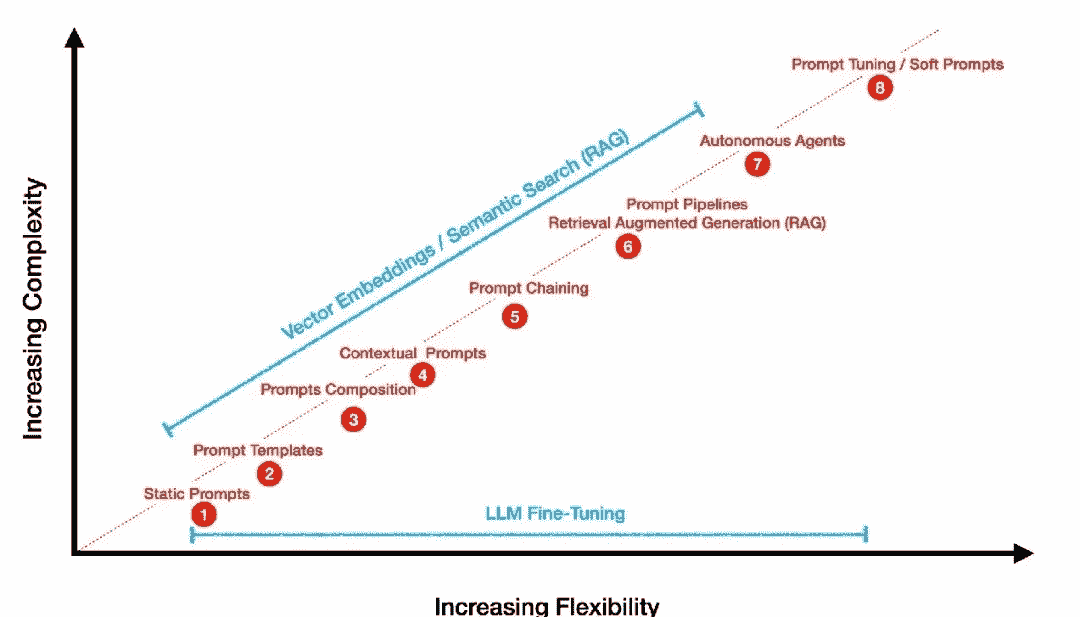 Prompt Tuning / Soft Prompts
8
Autonomous Agents
7
Vector Embeddings / Semantic Search (RAG)
Prompt Pipelines
Retrieval Augmented Generation (RAG)
6
Prompt Chaining
5
Contextual Prompts
4
Prompts Composition
3
Prompt Templates
2
Static Prompts
1
LLM Fine-Tuning
Increasing Complexity
Increasing Flexibility